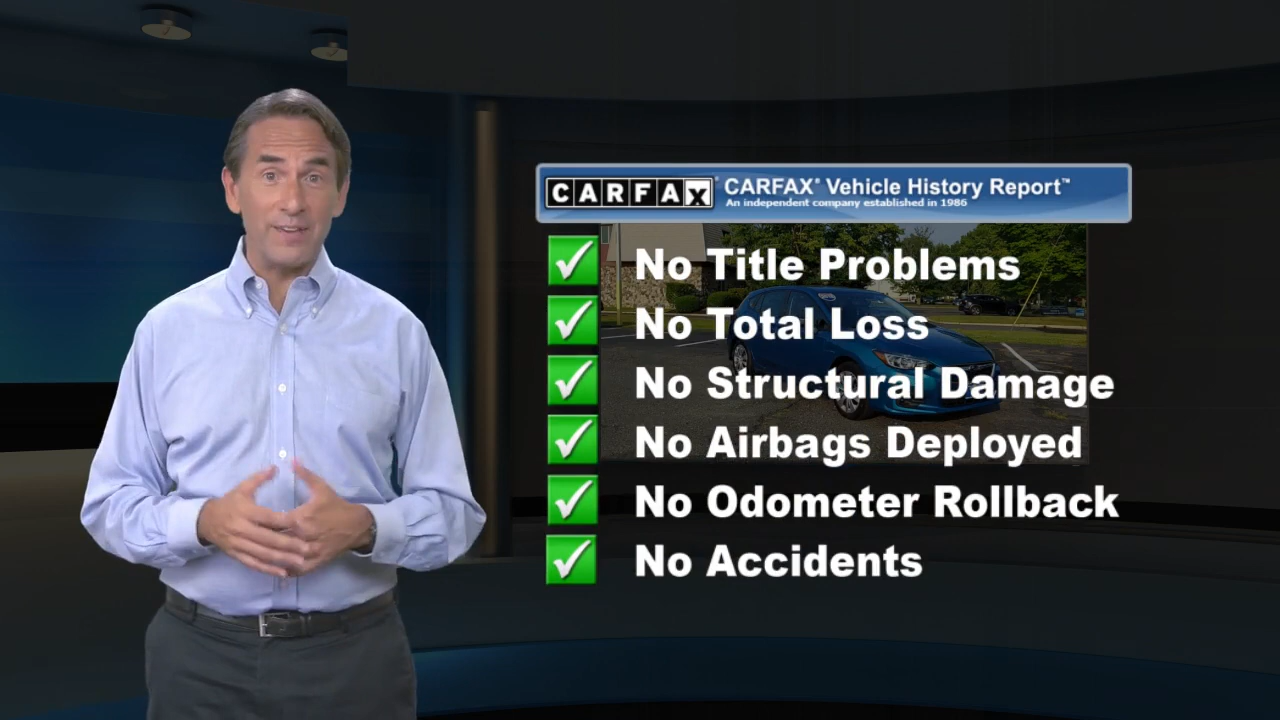 CARFAX® CARFAX® Vehicle History Report™
An independent company established in 1986
No Title Problems
No Total Loss
No Structural Damage
No Airbags Deployed
No Odometer Rollback
No Accidents